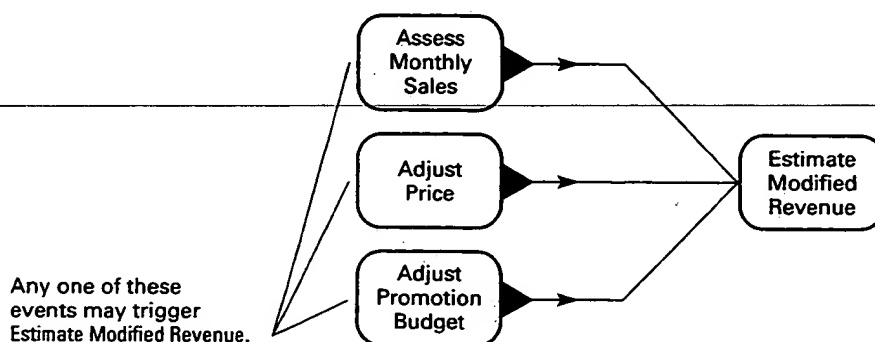 Assess
Monthly
Sales
Adjust
Price
Estimate
Modified
Revenue
Adjust
Promotion
Budget
Any one of these
events may trigger
Estimate Modified Revenue.